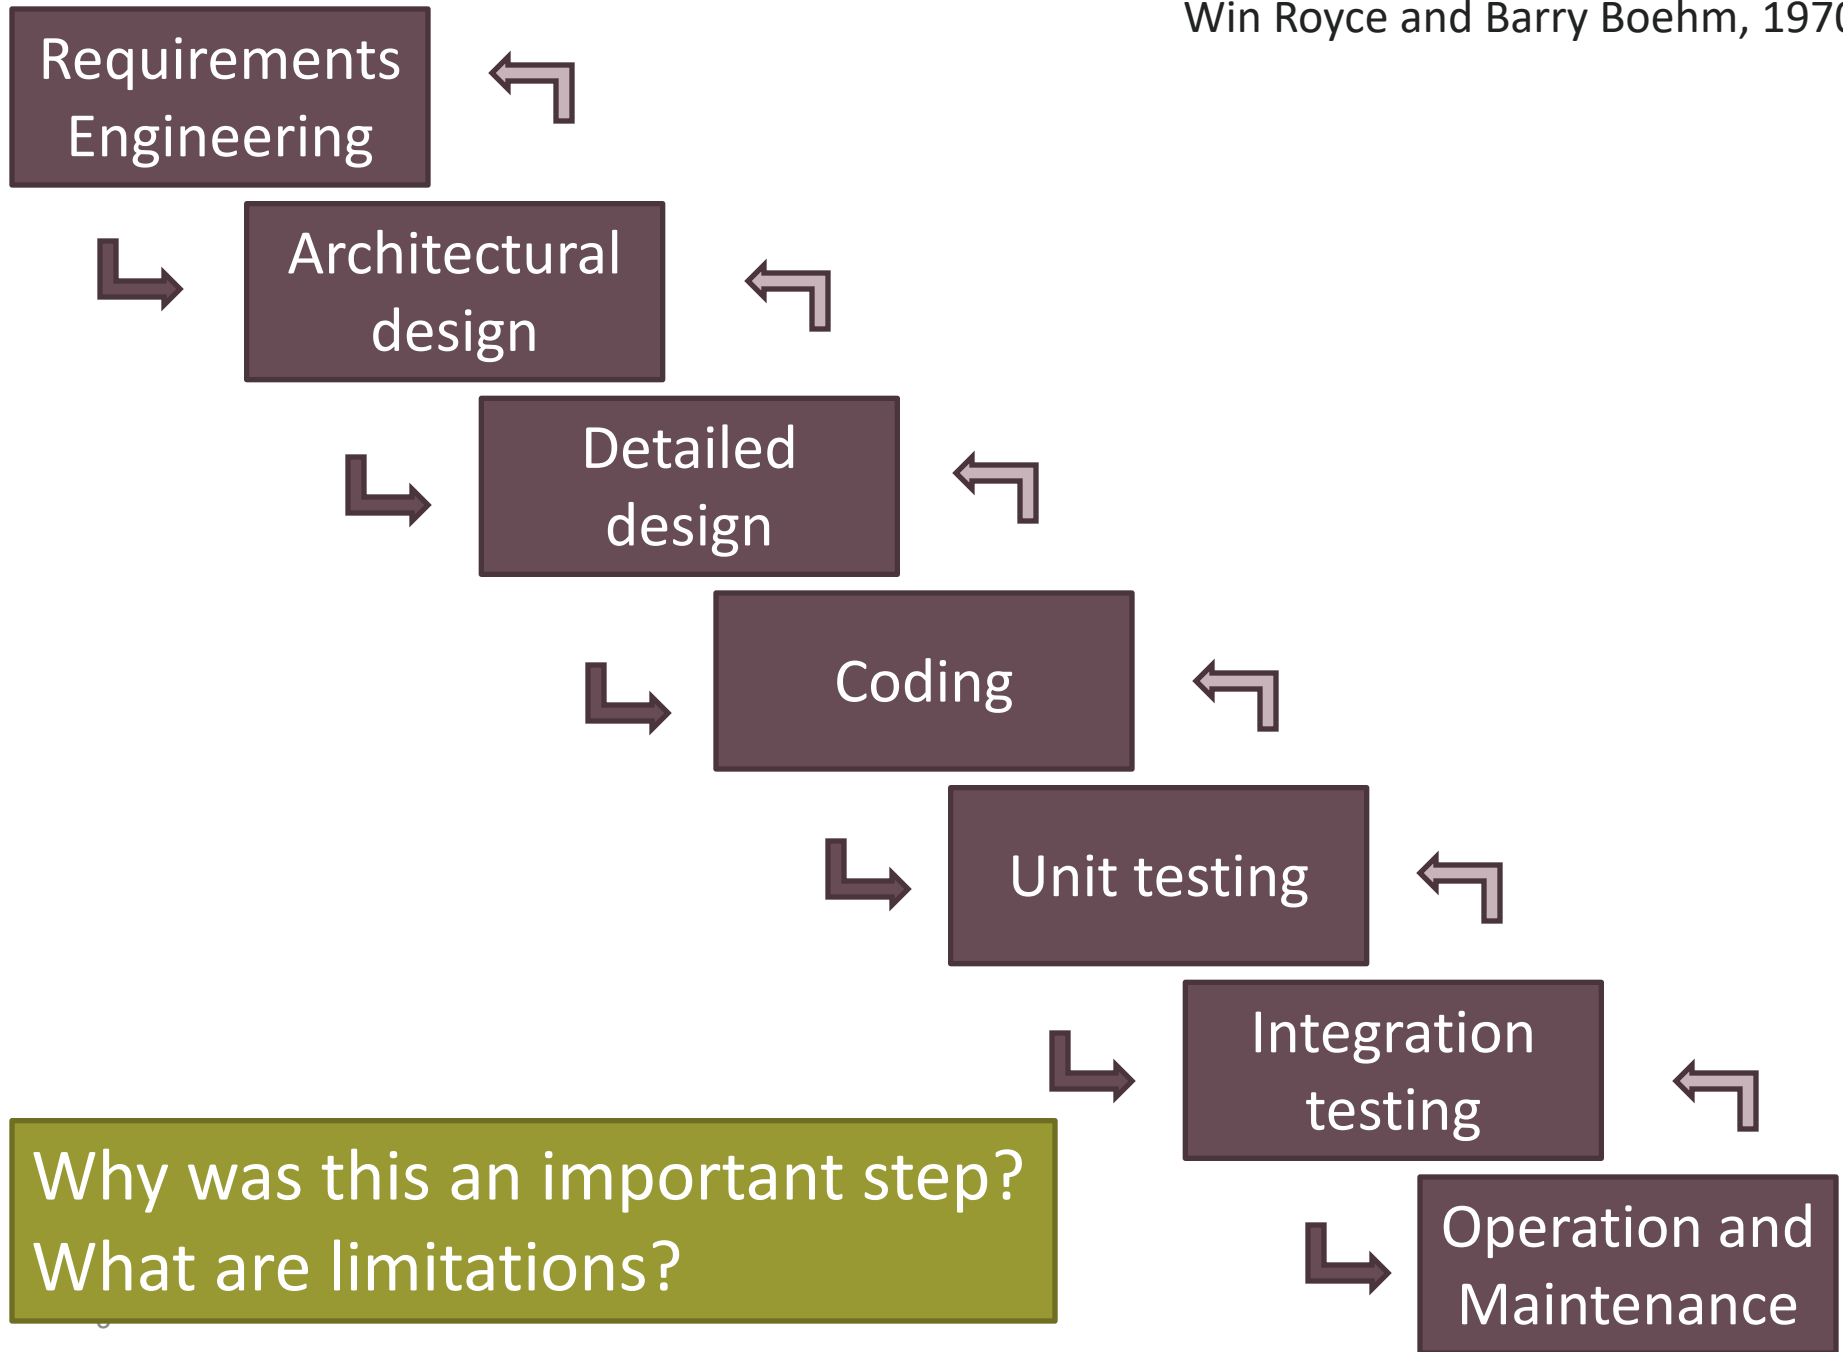 Win Royce and Barry Boehm, 1970
Requirements
Engineering
Architectural
design
Detailed
design
Coding
Unit testing
Integration
testing
Operation and
Maintenance
Why was this an important step?
What are limitations?